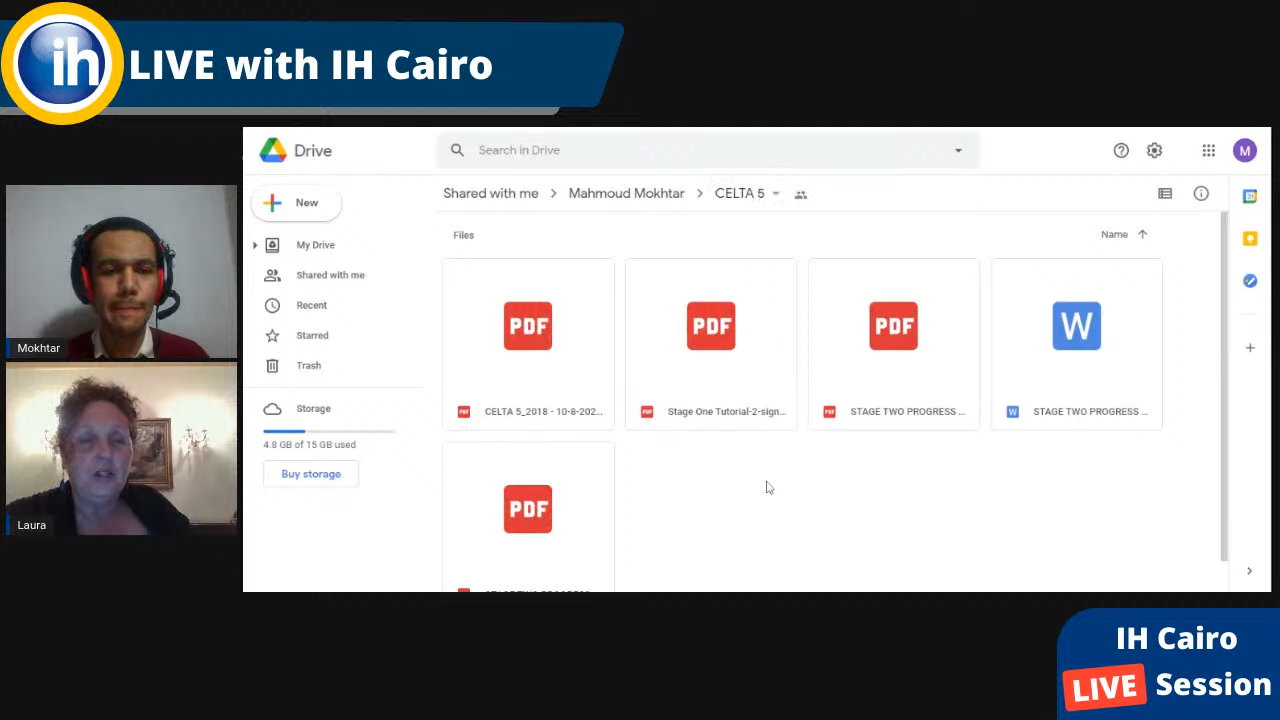 ih LIVE with IH Cairo
Drive
Search in Drive
M
New
Shared with me > Mahmoud Mokhtar > CELTA 5
My Drive
Shared with me
Recent
Starred
Trash
Storage
4.8 GB of 15 GB used
Buy storage
Files
Name
PDF
PDF
PDF
W
PDF CELTA 5_2018 - 10-8-202...
PDF Stage One Tutorial-2-sign...
PDF STAGE TWO PROGRESS ...
W STAGE TWO PROGRESS ...
PDF
Mokhtar
Laura
IH Cairo
LIVE Session